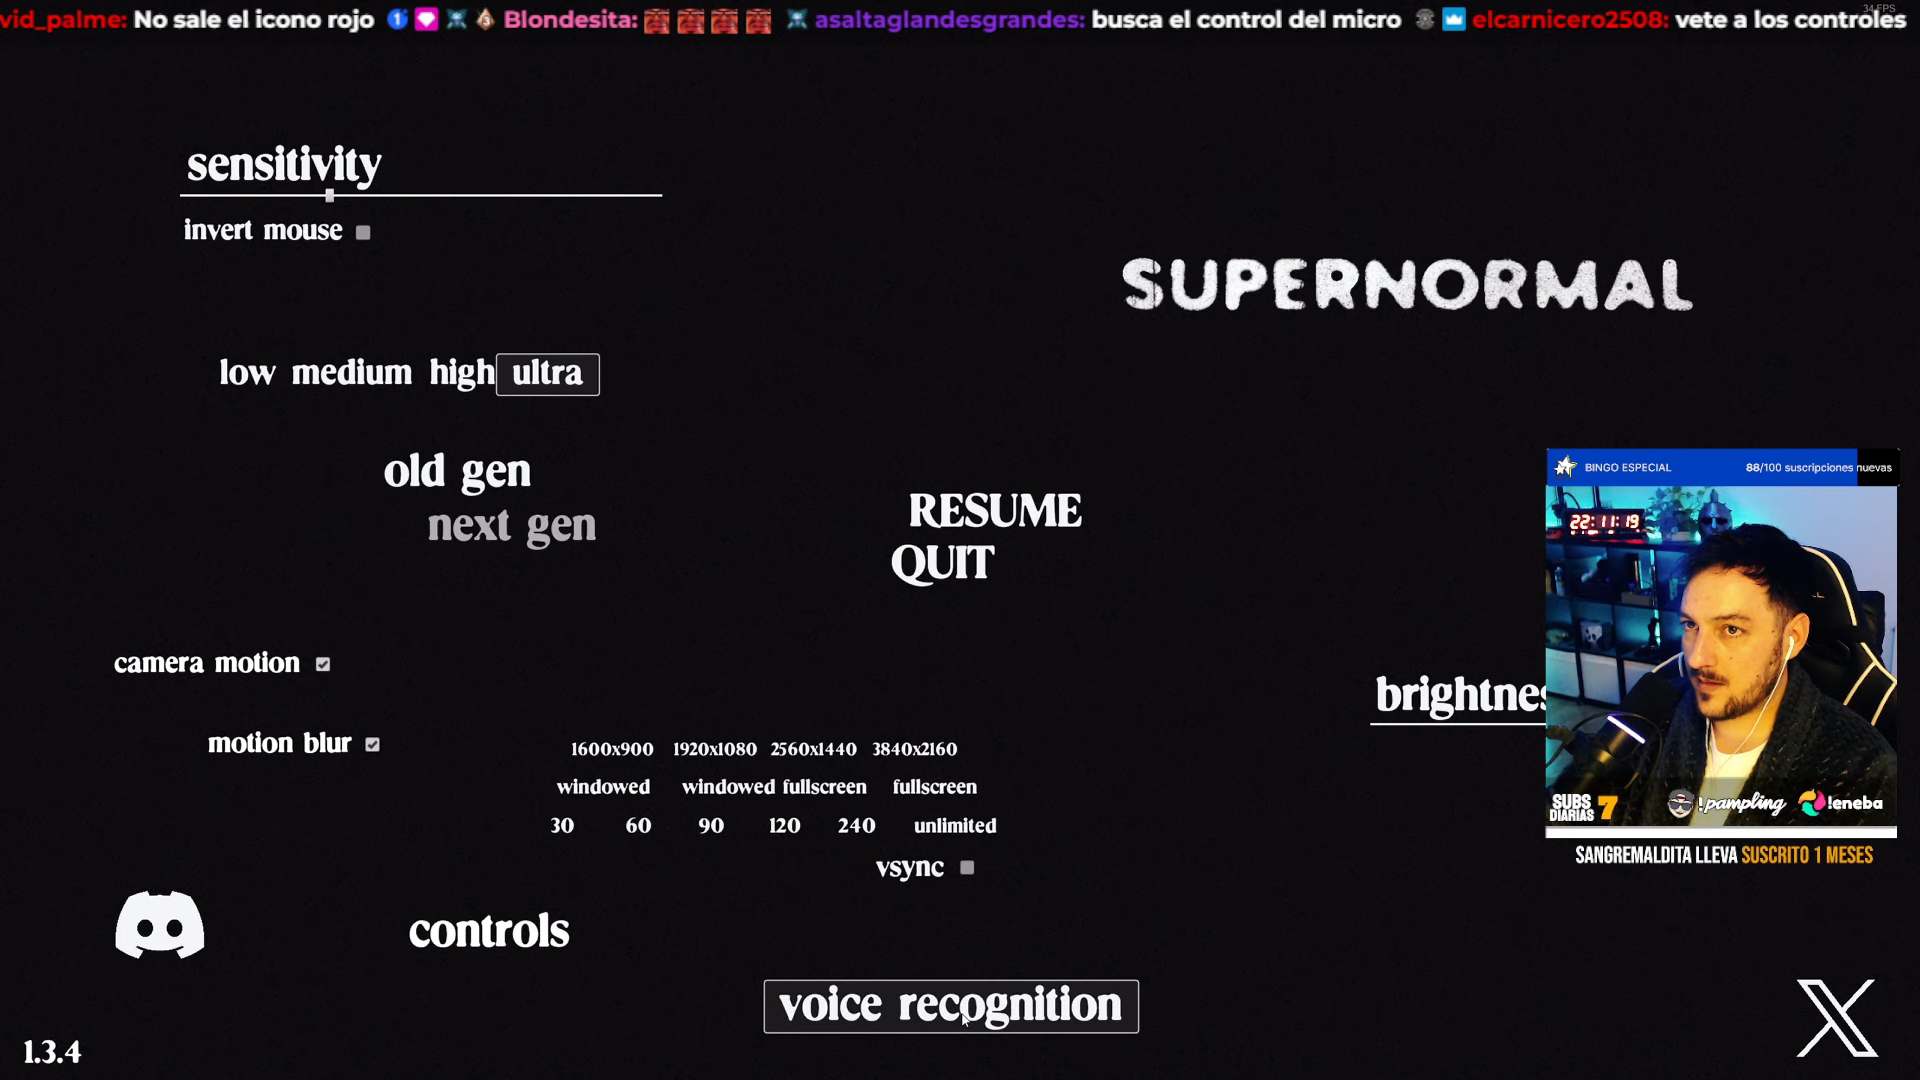 vid_palme: No sale el icono rojo Blondesita: asaltaglandesgrandes: busca el control del micro elcarnicero2508: vete a los controles
34 FPS
sensitivity
invert mouse
SUPERNORMAL
low medium high ultra
old gen
next gen
RESUME
QUIT
BINGO ESPECIAL 88/100 suscripciones nuevas
22:11:19
camera motion
brightnes
motion blur
1600x900 1920x1080 2560x1440 3840x2160
windowed windowed fullscreen fullscreen
30 60 90 120 240 unlimited
vsync
SUBS DIARIAS 7 !pampling !eneba
SANGREMALDITA LLEVA SUSCRITO 1 MESES
controls
voice recognition
1.3.4